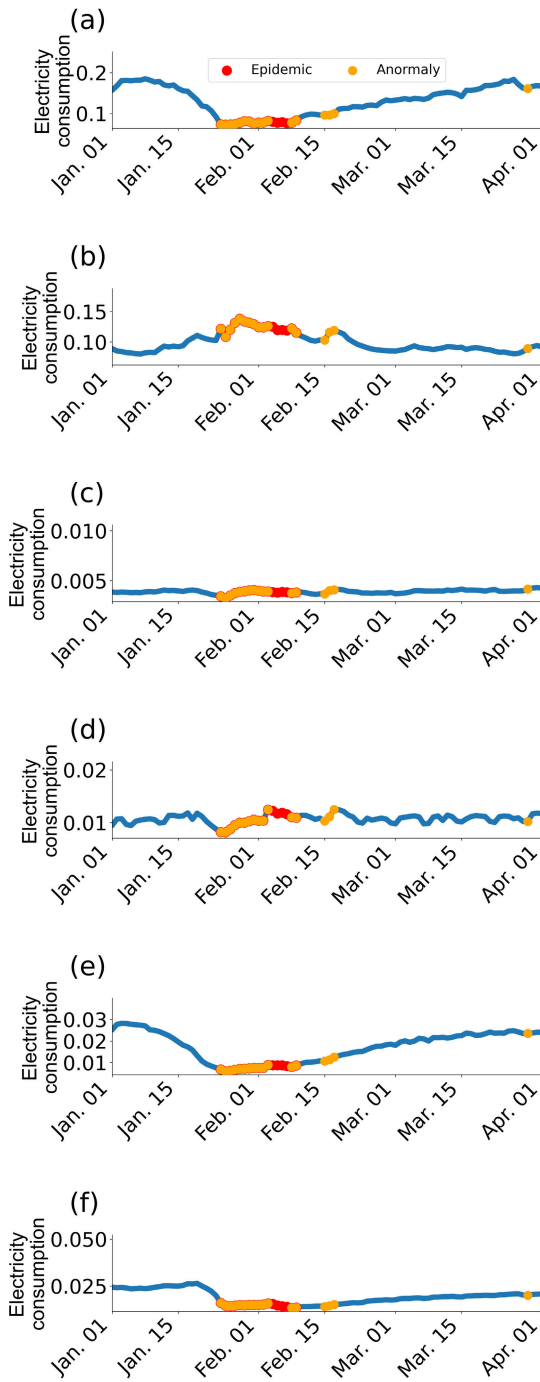 (a)
Electricity
consumption
0.2
0.1
Epidemic
Anormaly
Jan. 01
Jan. 15
Feb. 01
Feb. 15
Mar. 01
Mar. 15
Apr. 01
(b)
Electricity
consumption
0.15
0.10
Jan. 01
Jan. 15
Feb. 01
Feb. 15
Mar. 01
Mar. 15
Apr. 01
(c)
Electricity
consumption
0.010
0.005
Jan. 01
Jan. 15
Feb. 01
Feb. 15
Mar. 01
Mar. 15
Apr. 01
(d)
Electricity
consumption
0.02
0.01
Jan. 01
Jan. 15
Feb. 01
Feb. 15
Mar. 01
Mar. 15
Apr. 01
(e)
Electricity
consumption
0.03
0.02
0.01
Jan. 01
Jan. 15
Feb. 01
Feb. 15
Mar. 01
Mar. 15
Apr. 01
(f)
Electricity
consumption
0.050
0.025
Jan. 01
Jan. 15
Feb. 01
Feb. 15
Mar. 01
Mar. 15
Apr. 01